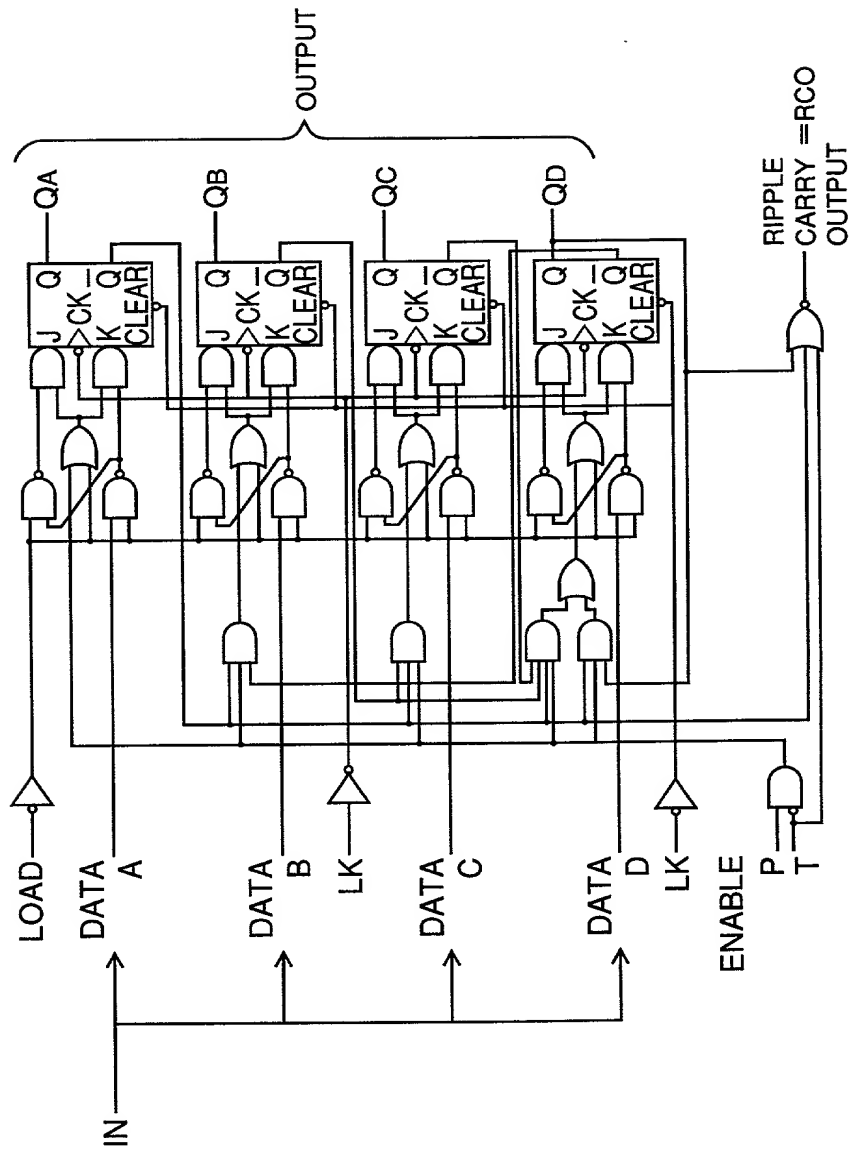 IN
LOAD
DATA
A
DATA
B
LK
DATA
C
DATA
D
LK
ENABLE
P
T
J
Q
CK
K
Q
CLEAR
QA
J
Q
CK
K
Q
CLEAR
QB
J
Q
CK
K
Q
CLEAR
QC
J
Q
CK
K
Q
CLEAR
QD
OUTPUT
RIPPLE
CARRY =RCO
OUTPUT